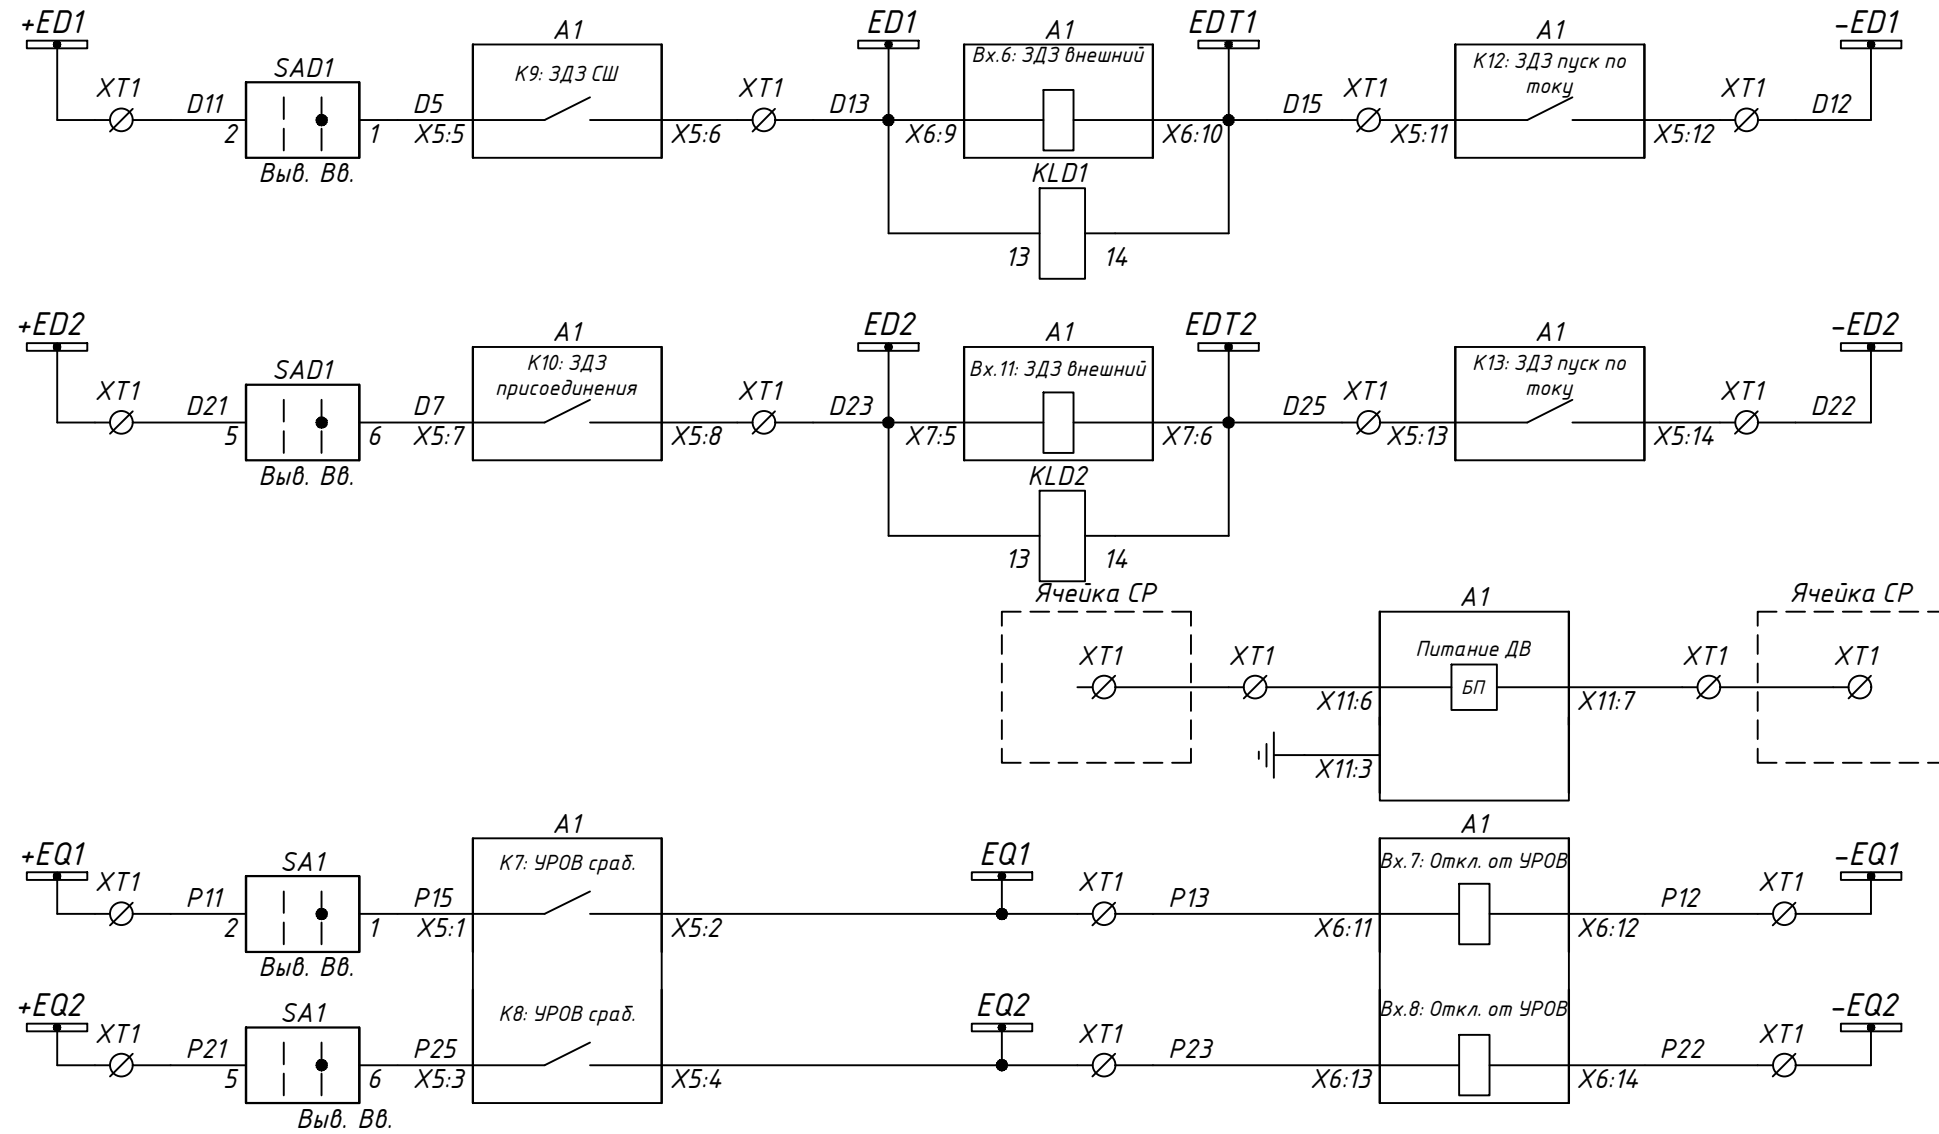 +ED1 ED1 EDT1 -ED1
A1 A1 A1
SAD1 К9: ЗДЗ СШ Вх.6: ЗДЗ внешний К12: ЗДЗ пуск по
току
XT1 XT1 XT1 XT1
D11 D5 D13 D15 D12
2 1 X5:5 X5:6 X6:9 X6:10 X5:11 X5:12
Выв. Вв. KLD1
13 14
+ED2 ED2 EDT2 -ED2
A1 A1 A1
SAD1 К10: ЗДЗ Вх.11: ЗДЗ внешний К13: ЗДЗ пуск по
присоединения току
XT1 XT1 XT1 XT1
D21 D7 D23 D25 D22
5 6 X5:7 X5:8 X7:5 X7:6 X5:13 X5:14
Выв. Вв. KLD2
13 14
Ячейка СР A1 Ячейка СР
XT1 XT1 Питание ДВ XT1 XT1
БП
X11:6 X11:7
X11:3
A1 A1
+EQ1 SA1 К7: УРОВ сраб. EQ1 Вх.7: Откл. от УРОВ -EQ1
XT1 XT1 XT1
P11 P15 P13 P12
2 1 X5:1 X5:2 X6:11 X6:12
Выв. Вв.
+EQ2 SA1 К8: УРОВ сраб. EQ2 Вх.8: Откл. от УРОВ -EQ2
XT1 XT1 XT1
P21 P25 P23 P22
5 6 X5:3 X5:4 X6:13 X6:14
Выв. Вв.